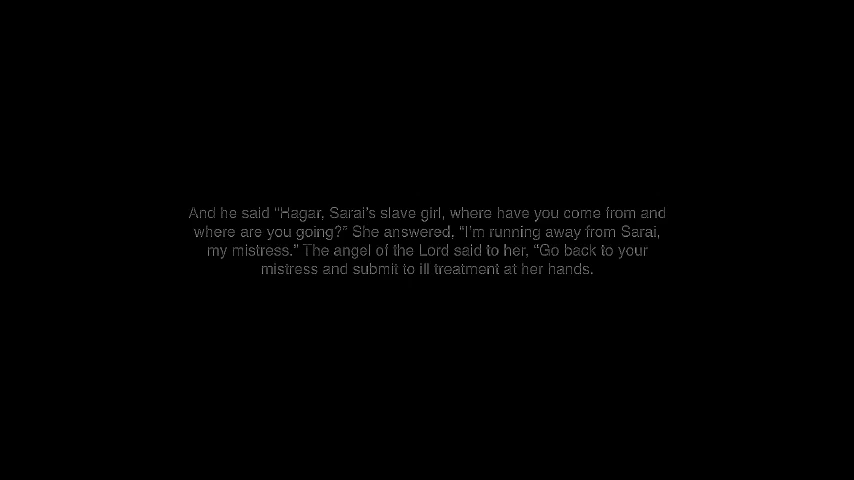 And he said “Hagar, Sarai’s slave girl, where have you come from and
where are you going?” She answered, “I’m running away from Sarai,
my mistress.” The angel of the Lord said to her, “Go back to your
mistress and submit to ill treatment at her hands.